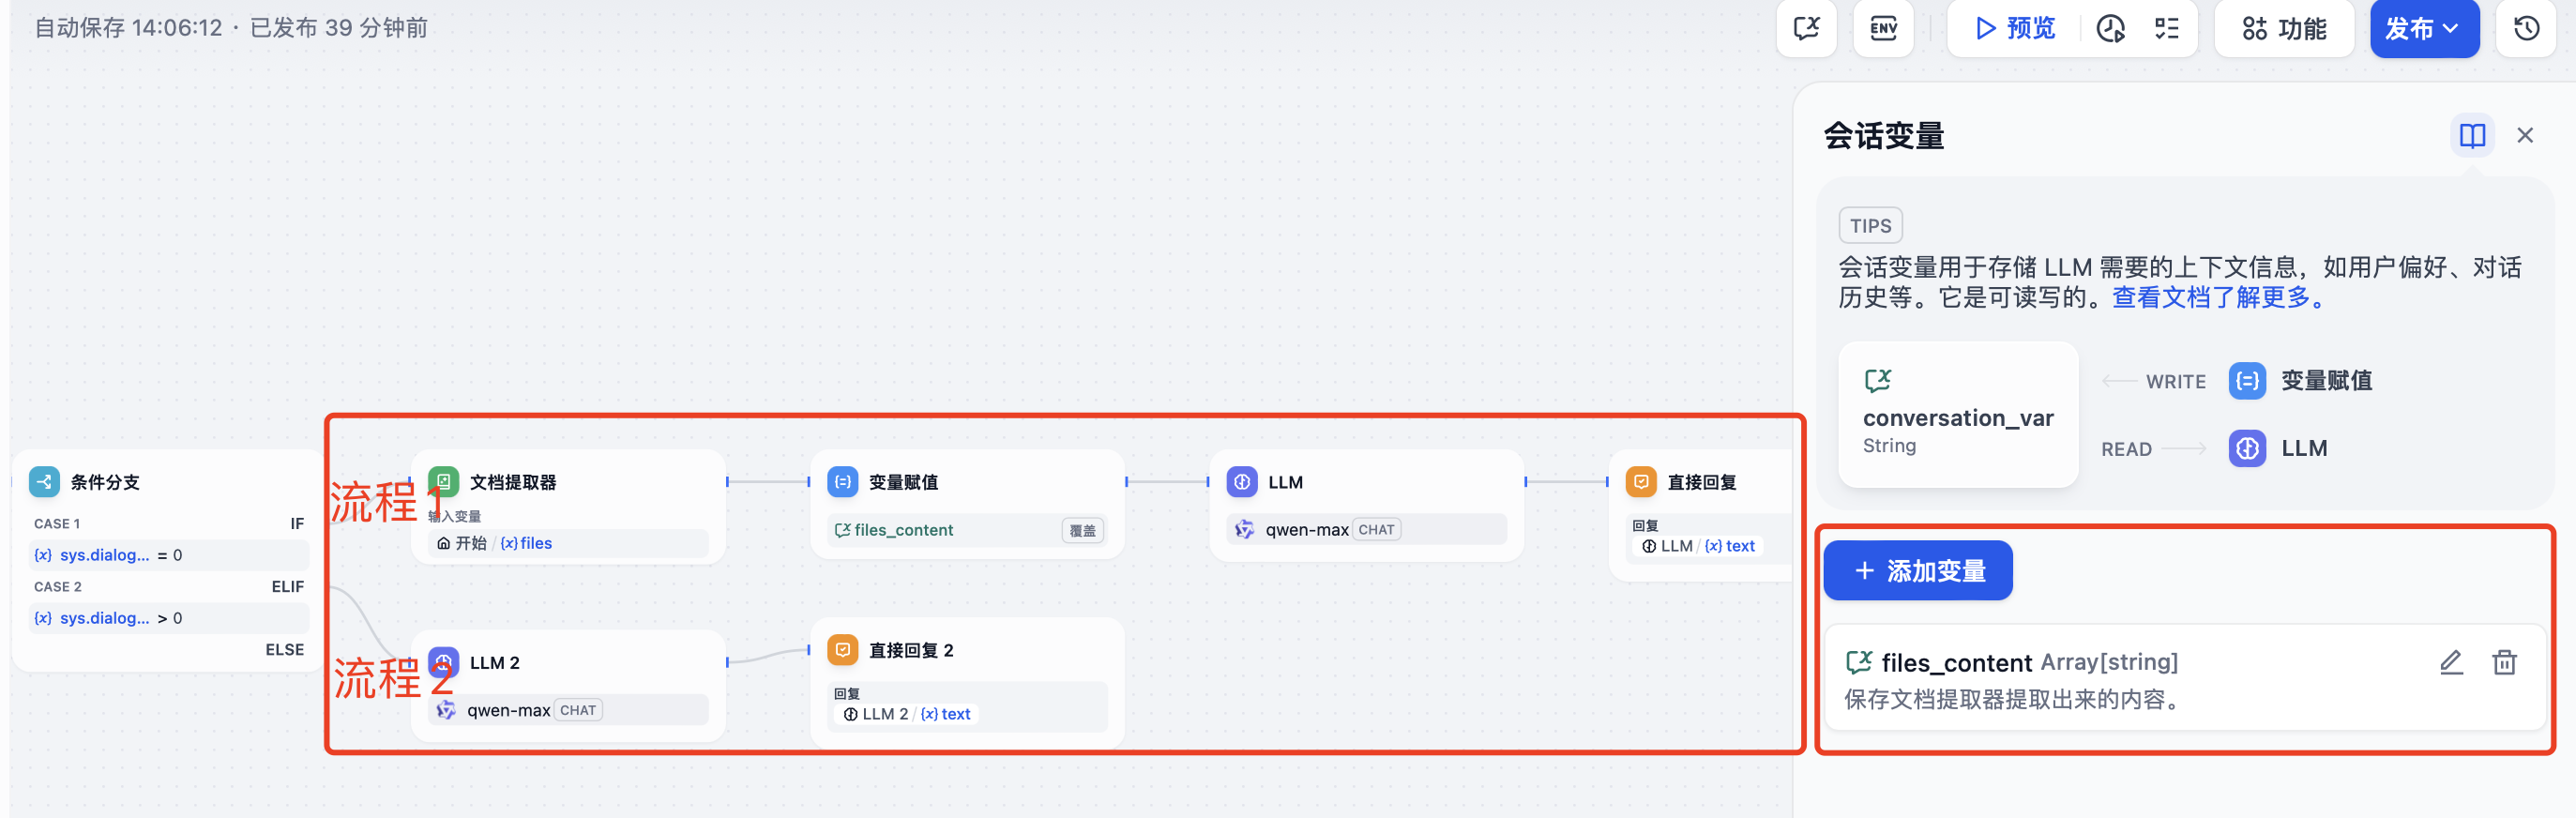 自动保存 14:06:12 · 已发布 39 分钟前
ENV
预览
功能
发布
会话变量
TIPS
会话变量用于存储 LLM 需要的上下文信息，如用户偏好、对话
历史等。它是可读写的。查看文档了解更多。
conversation_var
String
WRITE
变量赋值
READ
LLM
添加变量
files_content Array[string]
保存文档提取器提取出来的内容。
条件分支
CASE 1 IF
{x} sys.dialog... = 0
CASE 2 ELIF
{x} sys.dialog... > 0
ELSE
流程1
文档提取器
输入变量
开始 / {x} files
变量赋值
files_content 覆盖
LLM
qwen-max CHAT
直接回复
回复
LLM / {x} text
流程2
LLM 2
qwen-max CHAT
直接回复 2
回复
LLM 2 / {x} text